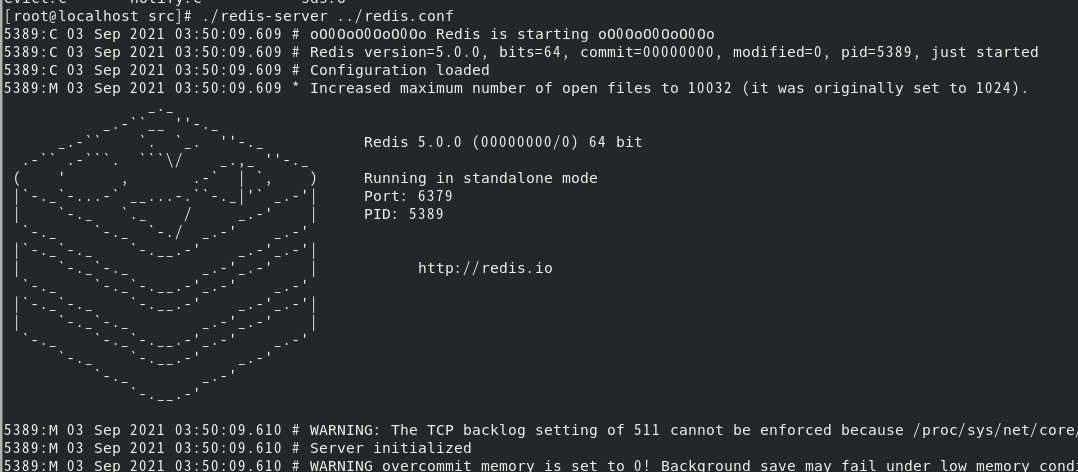 [root@localhost src]# ./redis-server ../redis.conf
5389:C 03 Sep 2021 03:50:09.609 # oO0OoO0OoO0Oo Redis is starting oO0OoO0OoO0Oo
5389:C 03 Sep 2021 03:50:09.609 # Redis version=5.0.0, bits=64, commit=00000000, modified=0, pid=5389, just started
5389:C 03 Sep 2021 03:50:09.609 # Configuration loaded
5389:M 03 Sep 2021 03:50:09.609 * Increased maximum number of open files to 10032 (it was originally set to 1024).
Redis 5.0.0 (00000000/0) 64 bit
Running in standalone mode
Port: 6379
PID: 5389
http://redis.io
5389:M 03 Sep 2021 03:50:09.610 # WARNING: The TCP backlog setting of 511 cannot be enforced because /proc/sys/net/core/
5389:M 03 Sep 2021 03:50:09.610 # Server initialized
5389:M 03 Sep 2021 03:50:09.610 # WARNING overcommit_memory is set to 0! Background save may fail under low memory cond